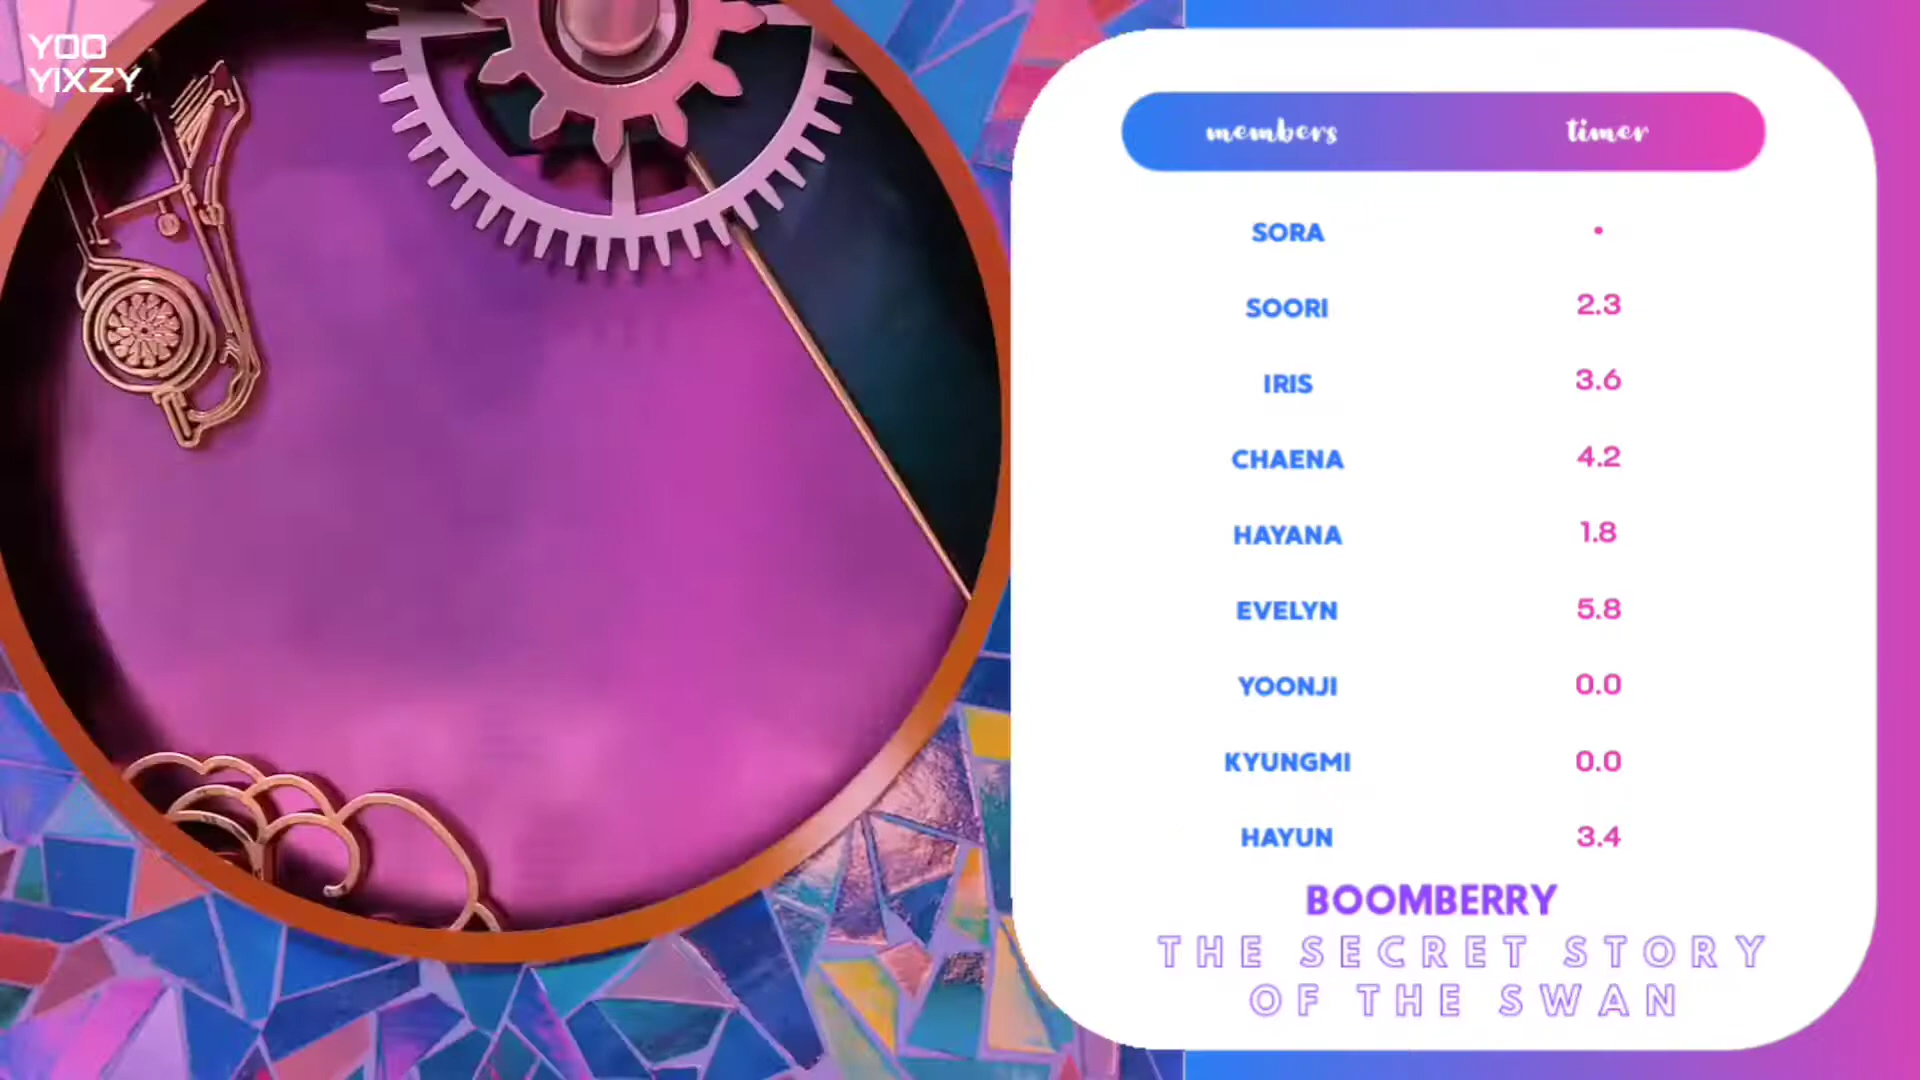 YOO
YIXZY
members timer
SORA •
SOORI 2.3
IRIS 3.6
CHAENA 4.2
HAYANA 1.8
EVELYN 5.8
YOONJI 0.0
KYUNGMI 0.0
HAYUN 3.4
BOOMBERRY
THE SECRET STORY
OF THE SWAN